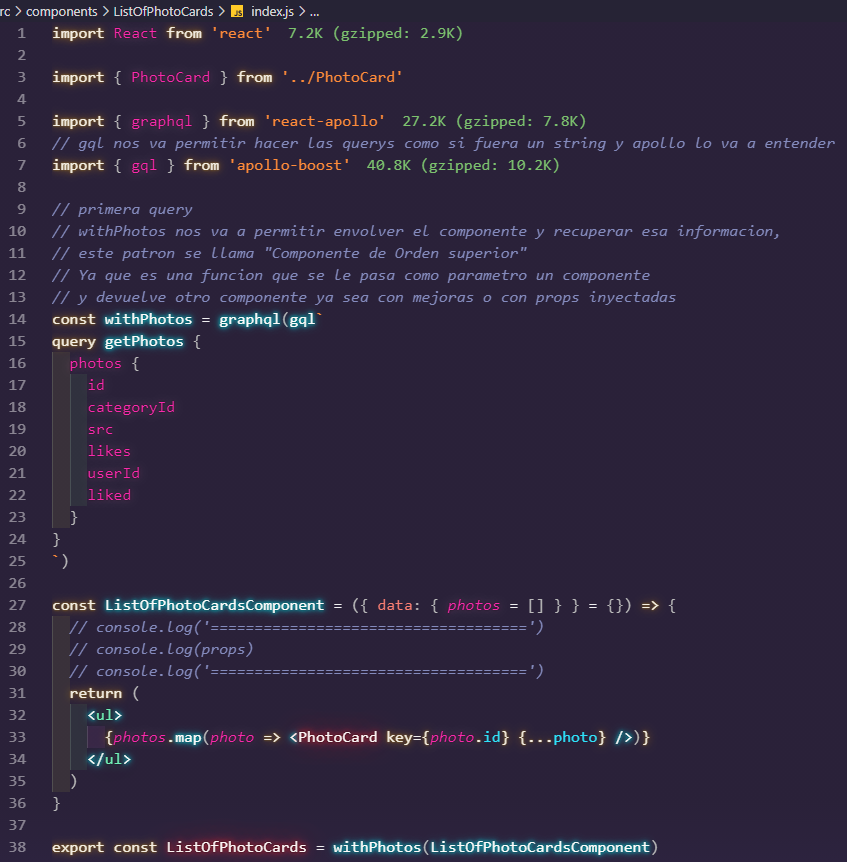 rc > components > ListOfPhotoCards > JS index.js > ...
1 import React from 'react' 7.2K (gzipped: 2.9K)
2
3 import { PhotoCard } from '../PhotoCard'
4
5 import { graphql } from 'react-apollo' 27.2K (gzipped: 7.8K)
6 // gql nos va permitir hacer las querys como si fuera un string y apollo lo va a entender
7 import { gql } from 'apollo-boost' 40.8K (gzipped: 10.2K)
8
9 // primera query
10 // withPhotos nos va a permitir envolver el componente y recuperar esa informacion,
11 // este patron se llama "Componente de Orden superior"
12 // Ya que es una funcion que se le pasa como parametro un componente
13 // y devuelve otro componente ya sea con mejoras o con props inyectadas
14 const withPhotos = graphql(gql`
15 query getPhotos {
16   photos {
17     id
18     categoryId
19     src
20     likes
21     userId
22     liked
23   }
24 }
25 `)
26
27 const ListOfPhotoCardsComponent = ({ data: { photos = [] } } = {}) => {
28   // console.log('====================================')
29   // console.log(props)
30   // console.log('====================================')
31   return (
32     <ul>
33       {photos.map(photo => <PhotoCard key={photo.id} {...photo} />)}
34     </ul>
35   )
36 }
37
38 export const ListOfPhotoCards = withPhotos(ListOfPhotoCardsComponent)